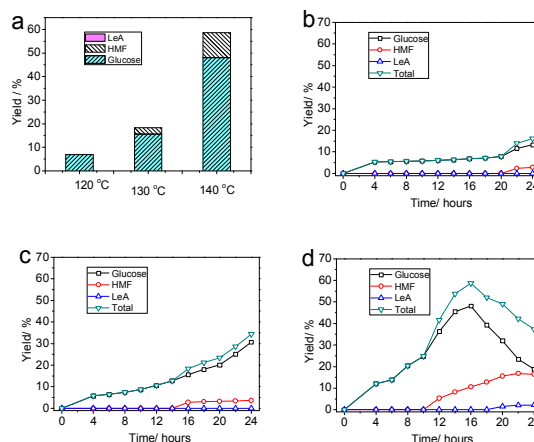 a
Yield/ %
60
50
40
30
20
10
0
LeA
HMF
Glucose
120 °C
130 °C
140 °C
b
Yield/ %
70
60
50
40
30
20
10
0
Glucose
HMF
LeA
Total
0 4 8 12 16 20 24
Time/ hours
c
Yield/ %
70
60
50
40
30
20
10
0
Glucose
HMF
LeA
Total
0 4 8 12 16 20 24
Time/ hours
d
Yield/ %
70
60
50
40
30
20
10
0
Glucose
HMF
LeA
Total
0 4 8 12 16 20 24
Time/ hours